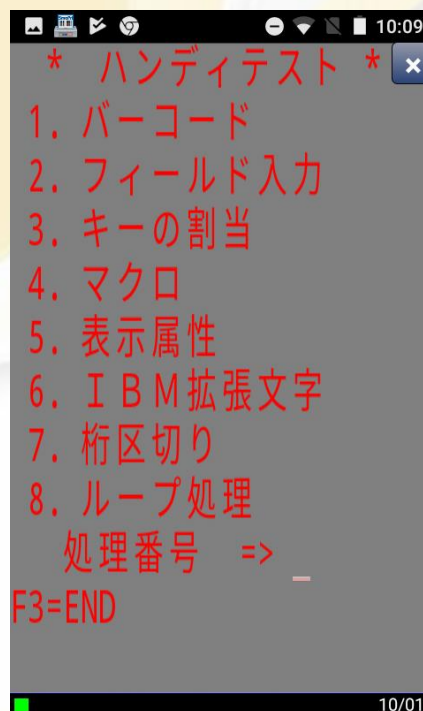 10:09
* ハンディテスト *
×
1. バーコード
2. フィールド入力
3. キーの割当
4. マクロ
5. 表示属性
6. IBM拡張文字
7. 桁区切り
8. ループ処理
処理番号 => _
F3=END
10/01